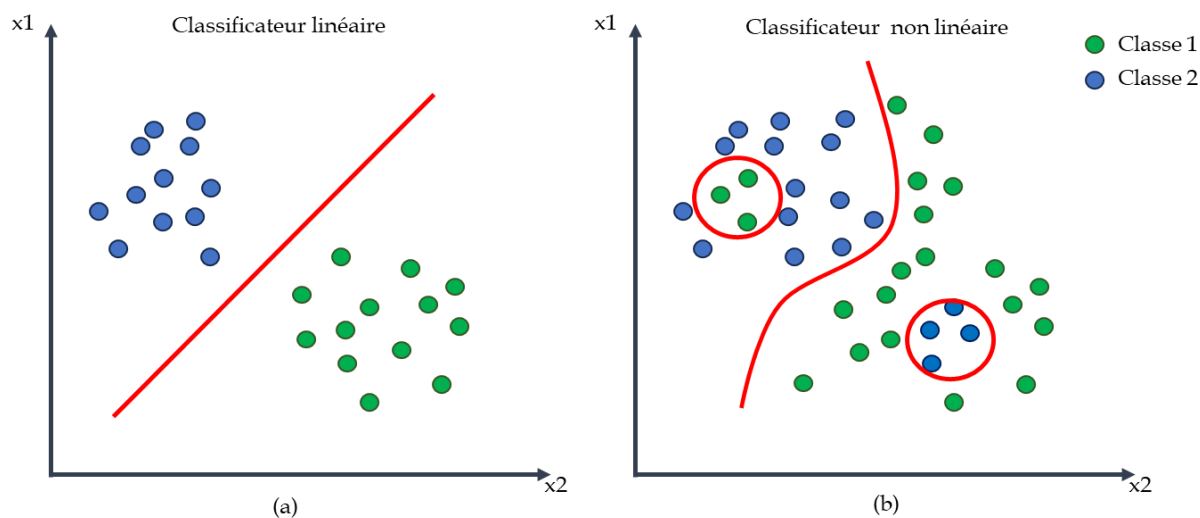 x1
Classificateur linéaire
x2
(a)
x1
Classificateur non linéaire
Classe 1
Classe 2
x2
(b)